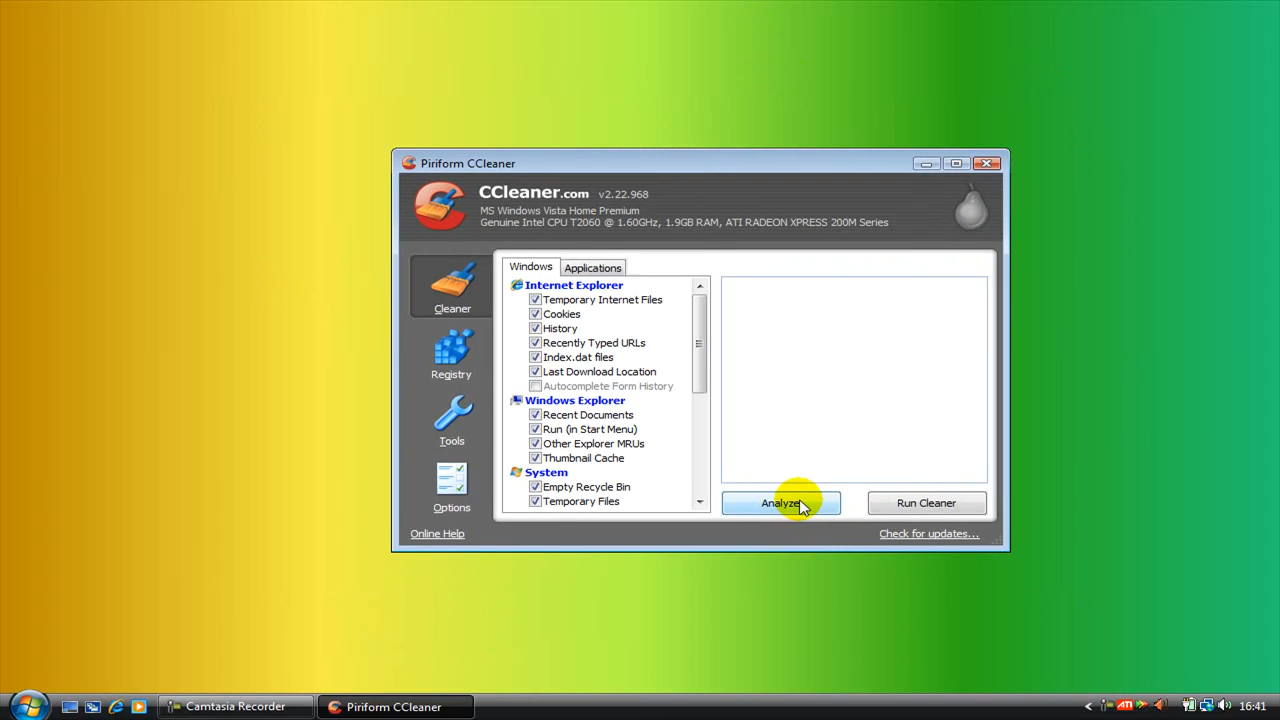 Piriform CCleaner
CCleaner.com v2.22.968
MS Windows Vista Home Premium
Genuine Intel CPU T2060 @ 1.60GHz, 1.9GB RAM, ATI RADEON XPRESS 200M Series
Cleaner
Registry
Tools
Options
Windows
Applications
Internet Explorer
Temporary Internet Files
Cookies
History
Recently Typed URLs
Index.dat files
Last Download Location
Autocomplete Form History
Windows Explorer
Recent Documents
Run (in Start Menu)
Other Explorer MRUs
Thumbnail Cache
System
Empty Recycle Bin
Temporary Files
Analyze
Run Cleaner
Online Help
Check for updates...
Camtasia Recorder
Piriform CCleaner
ATI
16:41